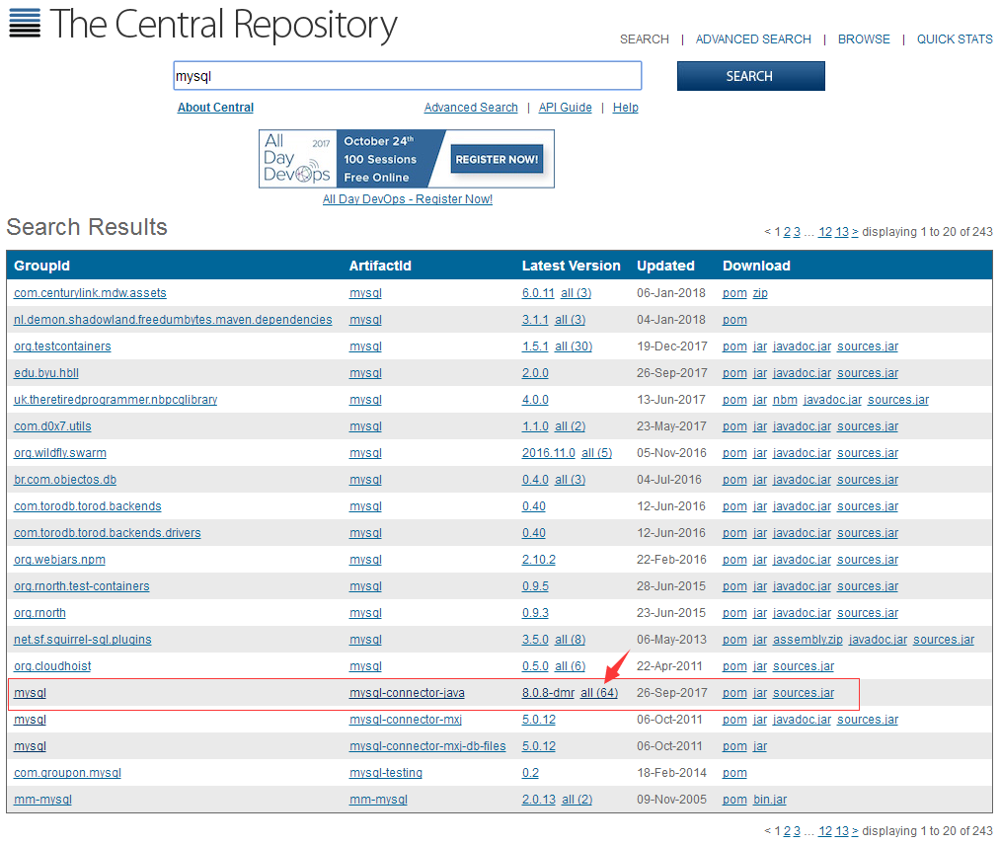 The Central Repository
SEARCH | ADVANCED SEARCH | BROWSE | QUICK STATS
mysql SEARCH
About Central Advanced Search | API Guide | Help
All Day DevOps 2017 October 24th 100 Sessions Free Online REGISTER NOW!
All Day DevOps - Register Now!
Search Results < 1 2 3 ... 12 13 > displaying 1 to 20 of 243
GroupId ArtifactId Latest Version Updated Download
com.centurylink.mdw.assets mysql 6.0.11 all (3) 06-Jan-2018 pom zip
nl.demon.shadowland.freedumbytes.maven.dependencies mysql 3.1.1 all (3) 04-Jan-2018 pom
org.testcontainers mysql 1.5.1 all (30) 19-Dec-2017 pom jar javadoc.jar sources.jar
edu.byu.hbll mysql 2.0.0 26-Sep-2017 pom jar javadoc.jar sources.jar
uk.theretiredprogrammer.nbpcglibrary mysql 4.0.0 13-Jun-2017 pom jar nbm javadoc.jar sources.jar
com.d0x7.utils mysql 1.1.0 all (2) 23-May-2017 pom jar javadoc.jar sources.jar
org.wildfly.swarm mysql 2016.11.0 all (5) 05-Nov-2016 pom jar javadoc.jar sources.jar
br.com.objectos.db mysql 0.4.0 all (3) 04-Jul-2016 pom jar javadoc.jar sources.jar
com.torodb.torod.backends mysql 0.40 12-Jun-2016 pom jar javadoc.jar sources.jar
com.torodb.torod.backends.drivers mysql 0.40 12-Jun-2016 pom jar javadoc.jar sources.jar
org.webjars.npm mysql 2.10.2 22-Feb-2016 pom jar javadoc.jar sources.jar
org.rnorth.test-containers mysql 0.9.5 28-Jun-2015 pom jar javadoc.jar sources.jar
org.rnorth mysql 0.9.3 23-Jun-2015 pom jar javadoc.jar sources.jar
net.sf.squirrel-sql.plugins mysql 3.5.0 all (8) 06-May-2013 pom jar assembly.zip javadoc.jar sources.jar
org.cloudhoist mysql 0.5.0 all (6) 22-Apr-2011 pom jar sources.jar
mysql mysql-connector-java 8.0.8-dmr all (64) 26-Sep-2017 pom jar sources.jar
mysql mysql-connector-mxj 5.0.12 06-Oct-2011 pom jar javadoc.jar sources.jar
mysql mysql-connector-mxj-db-files 5.0.12 06-Oct-2011 pom jar
com.groupon.mysql mysql-testing 0.2 18-Feb-2014 pom
mm-mysql mm-mysql 2.0.13 all (2) 09-Nov-2005 pom bin.jar
< 1 2 3 ... 12 13 > displaying 1 to 20 of 243